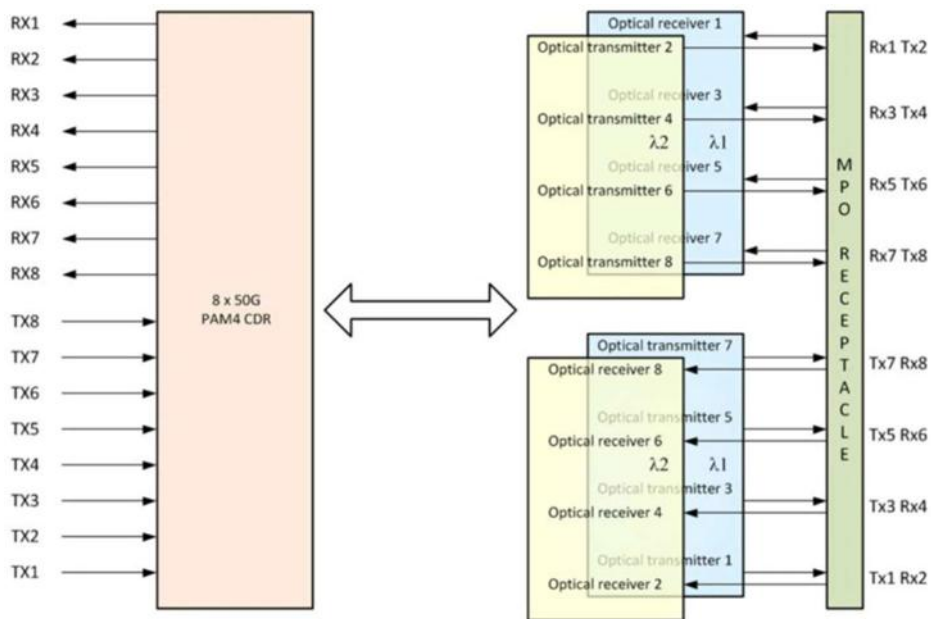 RX1
RX2
RX3
RX4
RX5
RX6
RX7
RX8
TX8
TX7
TX6
TX5
TX4
TX3
TX2
TX1
8 x 50G
PAM4 CDR
Optical receiver 1
Optical transmitter 2
Optical receiver 3
Optical transmitter 4
λ2 λ1
Optical receiver 5
Optical transmitter 6
Optical receiver 7
Optical transmitter 8
Optical transmitter 7
Optical receiver 8
Optical transmitter 5
Optical receiver 6
λ2 λ1
Optical transmitter 3
Optical receiver 4
Optical transmitter 1
Optical receiver 2
MPO RECEPTACLE
Rx1 Tx2
Rx3 Tx4
Rx5 Tx6
Rx7 Tx8
Tx7 Rx8
Tx5 Rx6
Tx3 Rx4
Tx1 Rx2